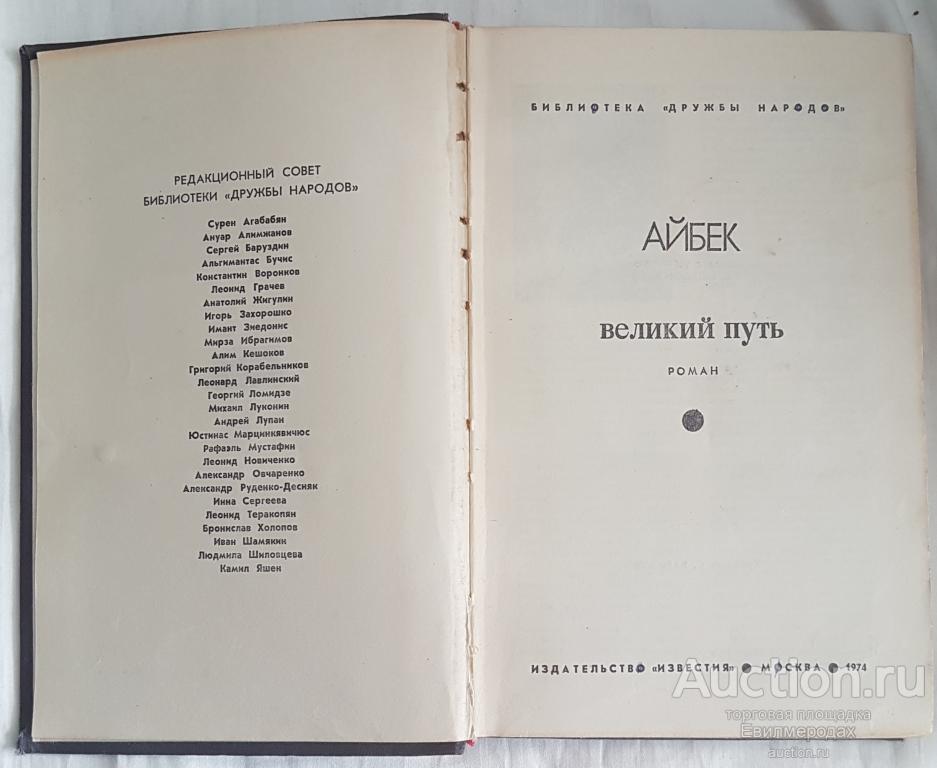 РЕДАКЦИОННЫЙ СОВЕТ
БИБЛИОТЕКИ «ДРУЖБЫ НАРОДОВ»
Сурен Агабабян
Ануар Алимжанов
Сергей Баруздин
Альгимантас Бучис
Константин Воронков
Леонид Грачев
Анатолий Жигулин
Игорь Захорошко
Имант Зиедонис
Мирза Ибрагимов
Алим Кешоков
Григорий Корабельников
Леонард Лавлинский
Георгий Ломидзе
Михаил Луконин
Андрей Лупан
Юстинас Марцинкявичюс
Рафаэль Мустафин
Леонид Новиченко
Александр Овчаренко
Александр Руденко-Десняк
Инна Сергеева
Леонид Теракопян
Бронислав Холопов
Иван Шамякин
Людмила Шиловцева
Камил Яшен
БИБЛИОТЕКА «ДРУЖБЫ НАРОДОВ»
АЙБЕК
великий путь
РОМАН
ИЗДАТЕЛЬСТВО «ИЗВЕСТИЯ» ● МОСКВА ● 1974
Auction.ru
торговая площадка
Евилмеродах
auction.ru